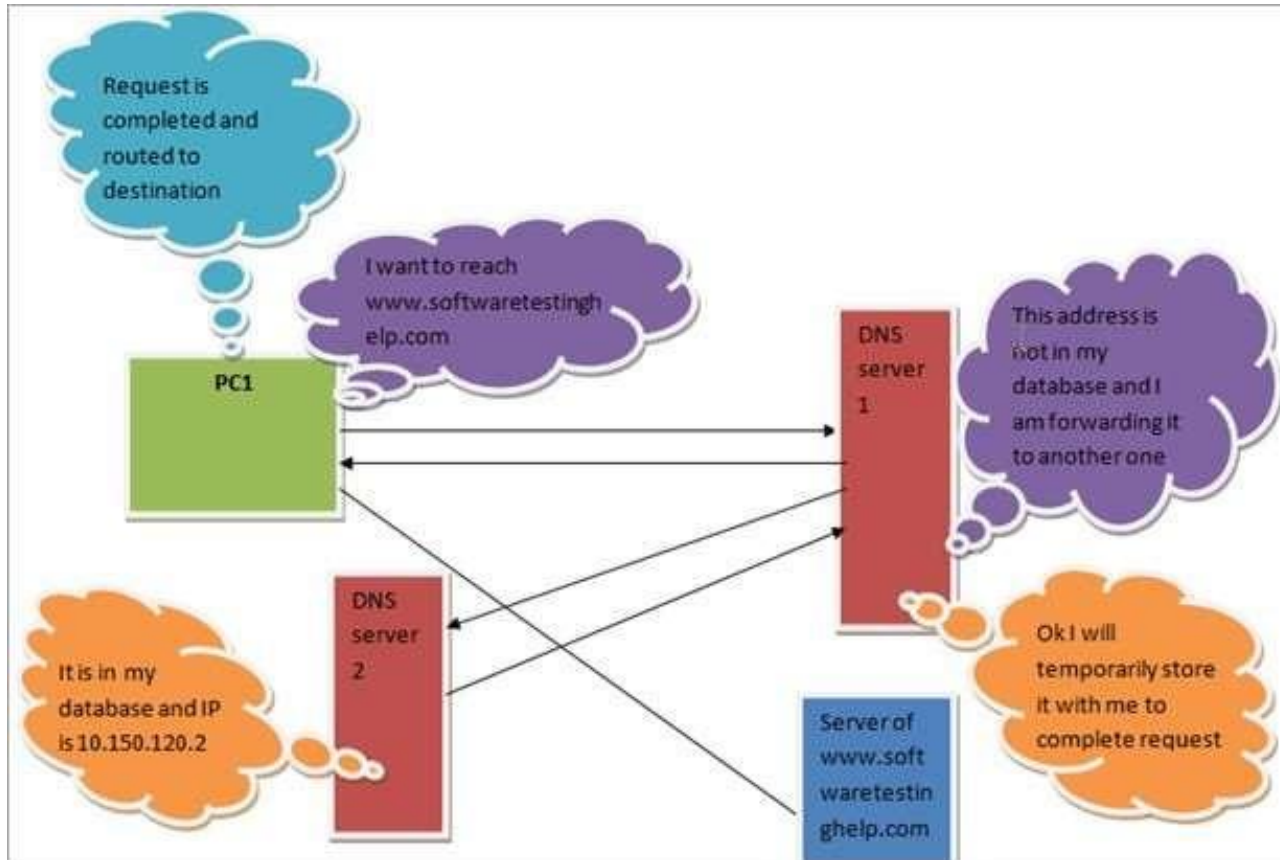 Request is
completed and
routed to
destination
I want to reach
www.softwaretestingh
elp.com
PC1
DNS
server
1
This address is
not in my
database and I
am forwarding it
to another one
DNS
server
2
It is in my
database and IP
is 10.150.120.2
Ok I will
temporarily store
it with me to
complete request
Server of
www.soft
waretestin
ghelp.com